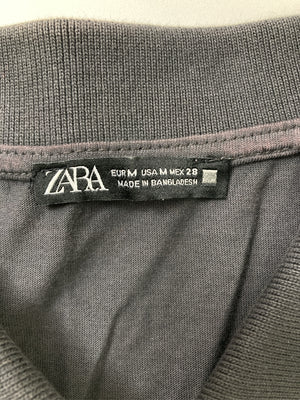 ZARA
EUR M USA M MEX 28
MADE IN BANGLADESH